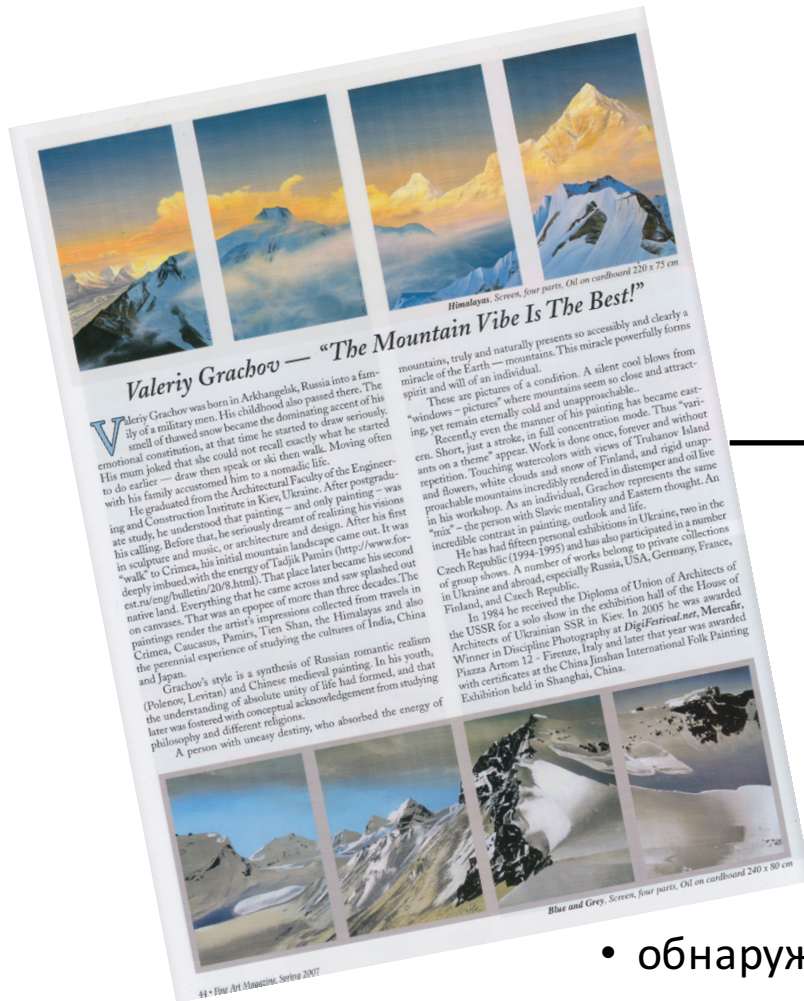 Himalayas, Screen, four parts, Oil on cardboard 220 x 75 cm
Valeriy Grachov — “The Mountain Vibe Is The Best!”
Valeriy Grachov was born in Arkhangelsk, Russia into a fam-
ily of a military men. His childhood also passed there. The
smell of thawed snow became the dominating accent of his
emotional constitution, at that time he started to draw seriously.
His mum joked that she could not recall exactly what he started
to do earlier — draw then speak or ski then walk. Moving often
with his family accustomed him to a nomadic life.
He graduated from the Architectural Faculty of the Engineer-
ing and Construction Institute in Kiev, Ukraine. After postgradu-
ate study, he understood that painting – and only painting – was
his calling. Before that, he seriously dreamt of realizing his visions
in sculpture and music, or architecture and design. After his first
"walk" to Crimea, his initial mountain landscape came out. It was
deeply imbued.with the energy of Tadjik Pamirs (http://www.for-
est.ru/eng/bulletin/20/8.html). That place later became his second
native land. Everything that he came across and saw splashed out
on canvases. That was an epopee of more than three decades.The
paintings render the artist's impressions collected from travels in
Crimea, Caucasus, Pamirs, Tien Shan, the Himalayas and also
the perennial experience of studying the cultures of India, China
and Japan.
Grachov's style is a synthesis of Russian romantic realism
(Polenov, Levitan) and Chinese medieval painting. In his youth,
the understanding of absolute unity of life had formed, and that
later was fostered with conceptual acknowledgement from studying
philosophy and different religions.
A person with uneasy destiny, who absorbed the energy of
mountains, truly and naturally presents so accessibly and clearly a
miracle of the Earth — mountains. This miracle powerfully forms
spirit and will of an individual.
These are pictures of a condition. A silent cool blows from
"windows – pictures" where mountains seem so close and attract-
ing, yet remain eternally cold and unapproachable..
Recently, even the manner of his painting has became east-
ern. Short, just a stroke, in full concentration mode. Thus "vari-
ants on a theme" appear. Work is done once, forever and without
repetition. Touching watercolors with views of Truhanov Island
and flowers, white clouds and snow of Finland, and rigid unap-
proachable mountains incredibly rendered in distemper and oil live
in his workshop. As an individual, Grachov represents the same
"mix" – the person with Slavic mentality and Eastern thought. An
incredible contrast in painting, outlook and life.
He has had fifteen personal exhibitions in Ukraine, two in the
Czech Republic (1994-1995) and has also participated in a number
of group shows. A number of works belong to private collections
in Ukraine and abroad, especially Russia, USA, Germany, France,
Finland, and Czech Republic.
In 1984 he received the Diploma of Union of Architects of
the USSR for a solo show in the exhibition hall of the House of
Architects of Ukrainian SSR in Kiev. In 2005 he was awarded
Winner in Discipline Photography at DigiFestival.net, Mercafir,
Piazza Artom 12 - Firenze, Italy and later that year was awarded
with certificates at the China Jinshan International Folk Painting
Exhibition held in Shanghai, China.
Blue and Grey, Screen, four parts, Oil on cardboard 240 x 80 cm
44 • Fine Art Magazine, Spring 2007
• обнаруж